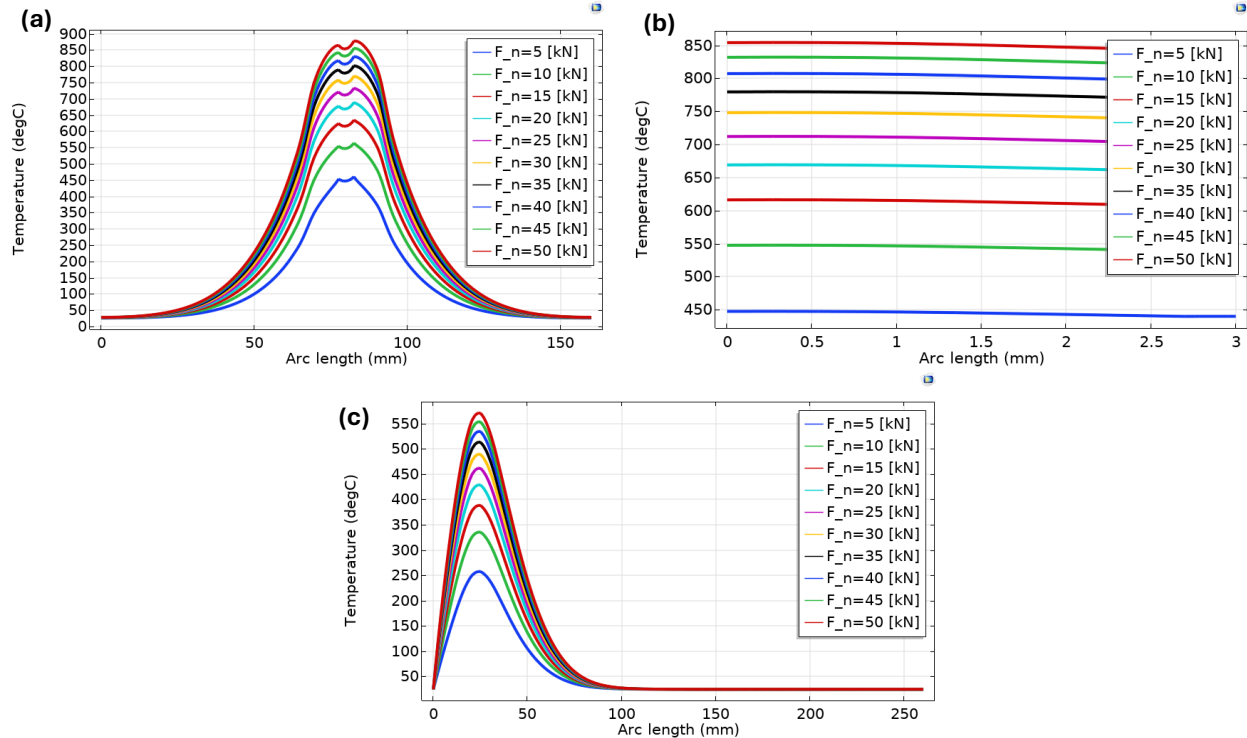 (a)
900
850
800
750
700
650
600
550
500
450
400
350
300
250
200
150
100
50
0
Temperature (degC)
0
50
100
150
Arc length (mm)
F_n=5 [kN]
F_n=10 [kN]
F_n=15 [kN]
F_n=20 [kN]
F_n=25 [kN]
F_n=30 [kN]
F_n=35 [kN]
F_n=40 [kN]
F_n=45 [kN]
F_n=50 [kN]
(b)
850
800
750
700
650
600
550
500
450
Temperature (degC)
0
0.5
1
1.5
2
2.5
3
Arc length (mm)
F_n=5 [kN]
F_n=10 [kN]
F_n=15 [kN]
F_n=20 [kN]
F_n=25 [kN]
F_n=30 [kN]
F_n=35 [kN]
F_n=40 [kN]
F_n=45 [kN]
F_n=50 [kN]
(c)
550
500
450
400
350
300
250
200
150
100
50
Temperature (degC)
0
50
100
150
200
250
Arc length (mm)
F_n=5 [kN]
F_n=10 [kN]
F_n=15 [kN]
F_n=20 [kN]
F_n=25 [kN]
F_n=30 [kN]
F_n=35 [kN]
F_n=40 [kN]
F_n=45 [kN]
F_n=50 [kN]